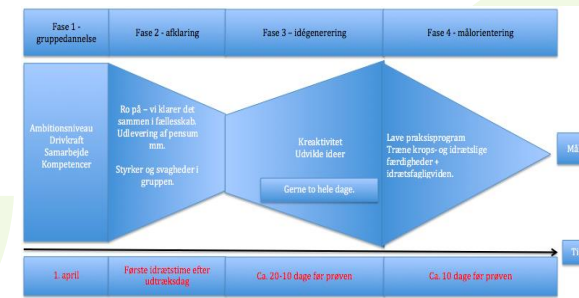 Fase 1 -
gruppedannelse
Fase 2 - afklaring
Fase 3 – idégenerering
Fase 4 - målorientering
Ambitionsniveau
Drivkraft
Samarbejde
Kompetencer
Ro på – vi klarer det
sammen i fællesskab.
Udlevering af pensum
mm.
Styrker og svagheder i
gruppen.
Kreaktivitet
Udvikle ideer
Gerne to hele dage.
Lave praksisprogram
Træne krops- og idrætslige
færdigheder +
idrætsfagligviden.
1. april
Første idrætstime efter
udtræksdag
Ca. 20-10 dage før prøven
Ca. 10 dage før prøven